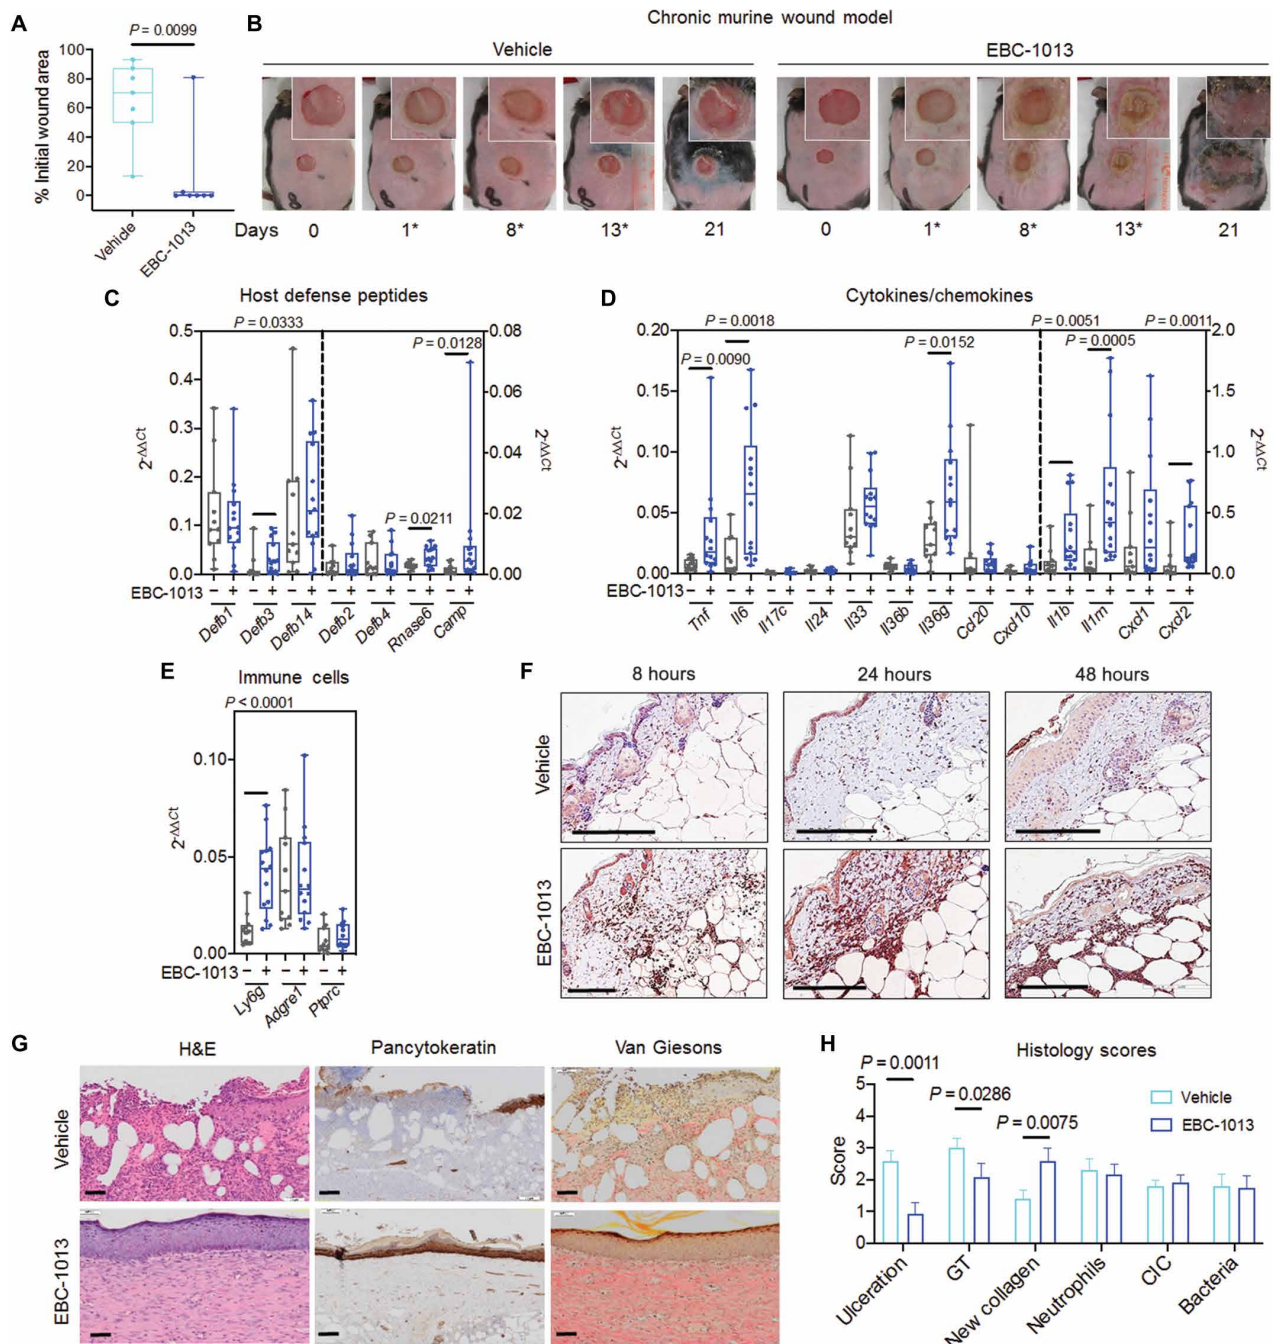 A
P = 0.0099
100
80
60
40
20
0
% Initial wound area
Vehicle
EBC-1013
B
Chronic murine wound model
Vehicle
EBC-1013
Days 0 1* 8* 13* 21 0 1* 8* 13* 21
C
Host defense peptides
P = 0.0333
P = 0.0128
P = 0.0211
0.5
0.4
0.3
0.2
0.1
0.0
2-ΔΔCt
0.08
0.06
0.04
0.02
0.00
2-ΔΔCt
EBC-1013 − + − + − + − + − + − + − +
Defb1
Defb3
Defb14
Defb2
Defb4
Rnase6
Camp
D
Cytokines/chemokines
P = 0.0018
P = 0.0051
P = 0.0011
P = 0.0090
P = 0.0152
P = 0.0005
0.20
0.15
0.10
0.05
0.00
2-ΔΔCt
2.0
1.5
1.0
0.5
0.0
2-ΔΔCt
EBC-1013 − + − + − + − + − + − + − + − + − + − + − + − + − +
Tnf
Il6
Il17c
Il24
Il33
Il36b
Il36g
Ccl20
Cxcl10
Il1b
Il1rn
Cxcl1
Cxcl2
E
Immune cells
P < 0.0001
0.10
0.05
0.00
2-ΔΔCt
EBC-1013 − + − + − +
Ly6g
Adgre1
Ptprc
F
8 hours
24 hours
48 hours
Vehicle
EBC-1013
G
H&E
Pancytokeratin
Van Giesons
Vehicle
EBC-1013
H
Histology scores
P = 0.0011
P = 0.0286
P = 0.0075
Vehicle
EBC-1013
5
4
3
2
1
0
Score
Ulceration
GT
New collagen
Neutrophils
CIC
Bacteria